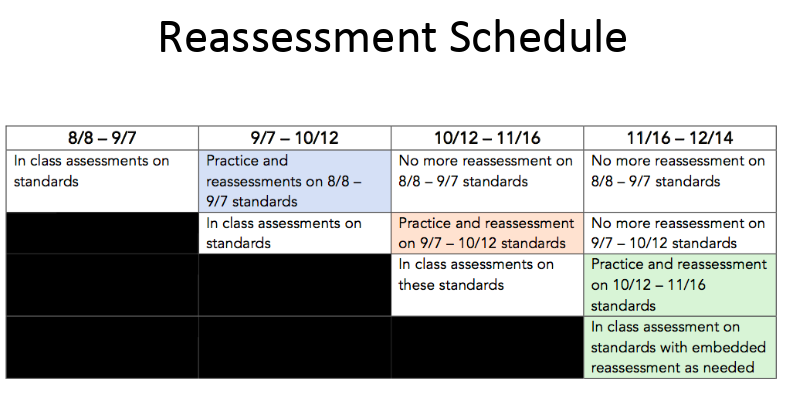 Reassessment Schedule
8/8 – 9/7
9/7 – 10/12
10/12 – 11/16
11/16 – 12/14
In class assessments on
standards
Practice and
reassessments on 8/8 –
9/7 standards
No more reassessment on
8/8 – 9/7 standards
No more reassessment on
8/8 – 9/7 standards
In class assessments on
standards
Practice and reassessment
on 9/7 – 10/12 standards
No more reassessment on
9/7 – 10/12 standards
In class assessments on
these standards
Practice and reassessment
on 10/12 – 11/16
standards
In class assessment on
standards with embedded
reassessment as needed